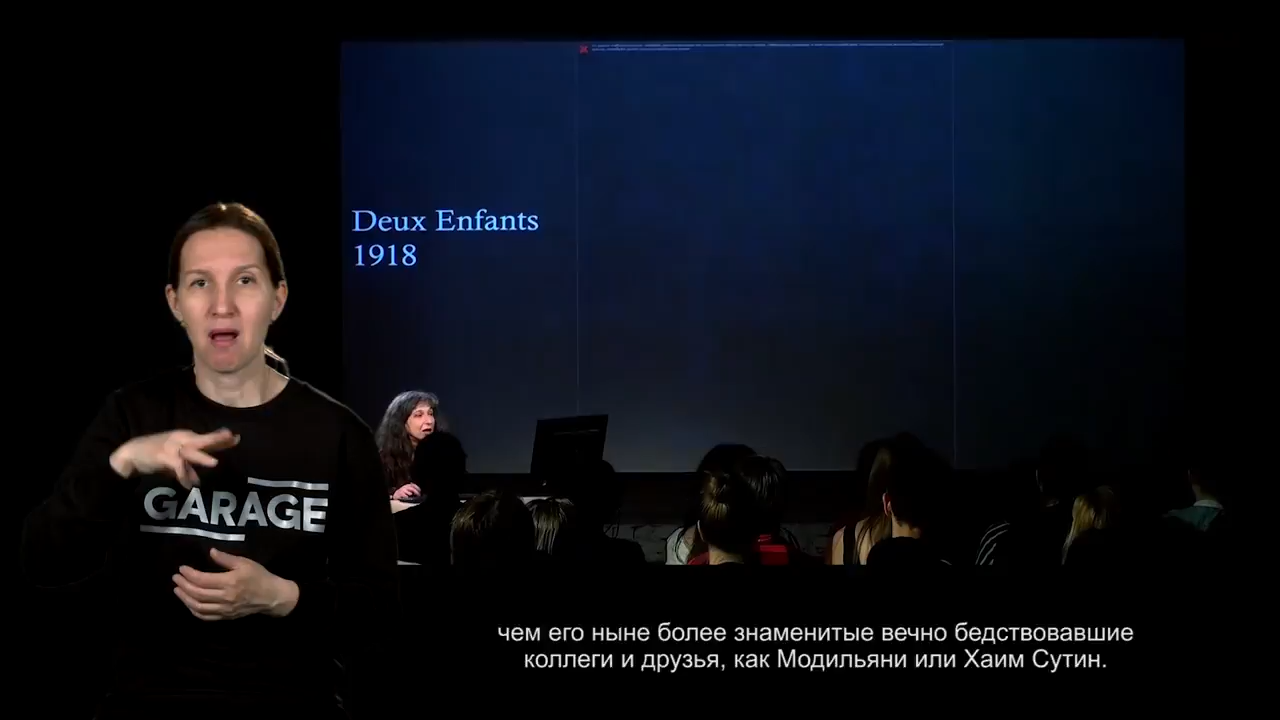 Deux Enfants
1918
GARAGE
чем его ныне более знаменитые вечно бедствовавшие
коллеги и друзья, как Модильяни или Хаим Сутин.